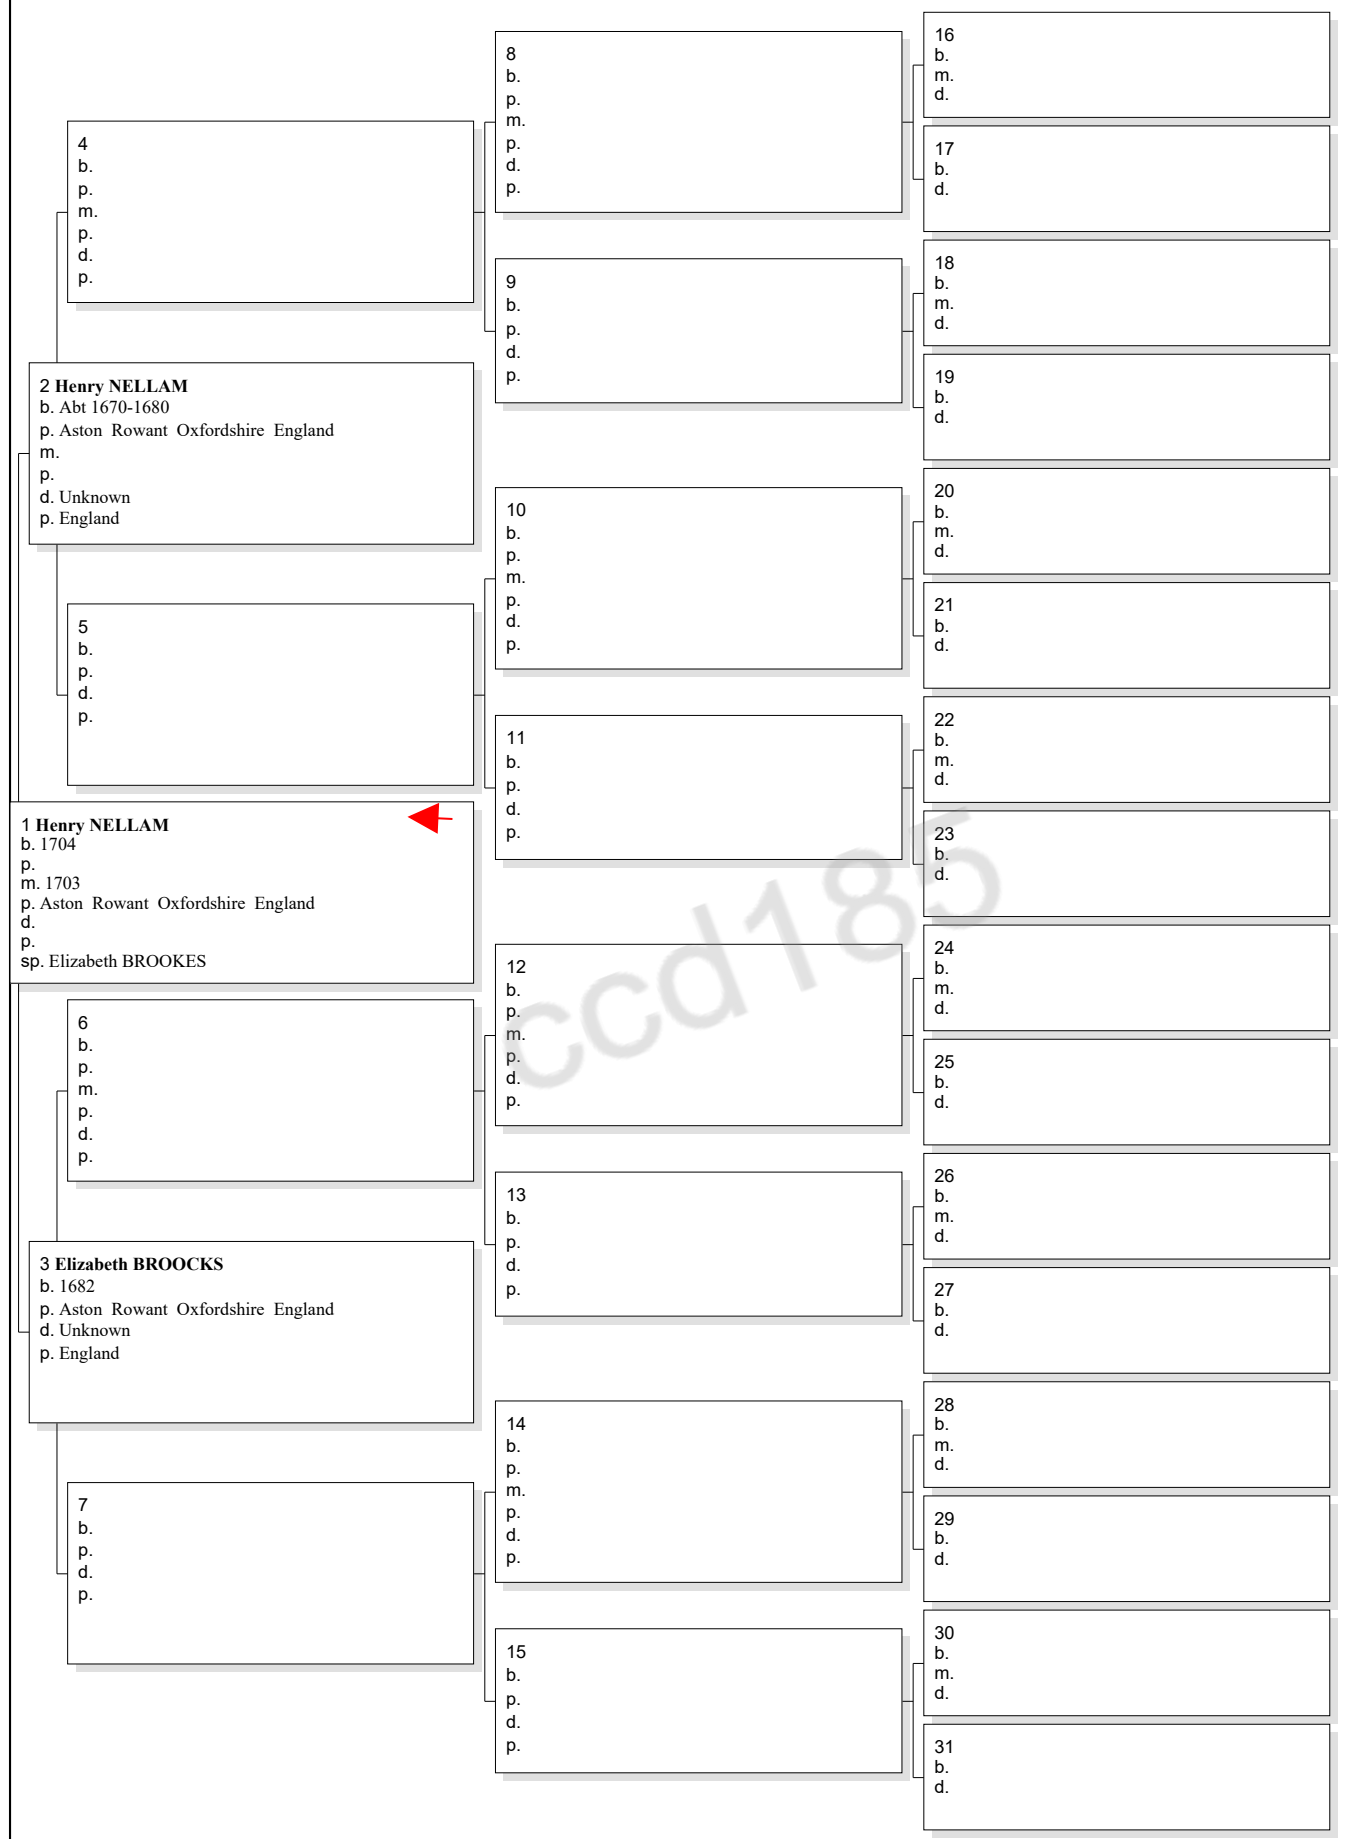 4
b.
p.
m.
p.
d.
p.
2 Henry NELLAM
b. Abt 1670-1680
p. Aston Rowant Oxfordshire England
m.
p.
d. Unknown
p. England
5
b.
p.
d.
p.
1 Henry NELLAM
b. 1704
p.
m. 1703
p. Aston Rowant Oxfordshire England
d.
p.
sp. Elizabeth BROOKES
6
b.
p.
m.
p.
d.
p.
3 Elizabeth BROOCKS
b. 1682
p. Aston Rowant Oxfordshire England
d. Unknown
p. England
7
b.
p.
d.
p.
8
b.
p.
m.
p.
d.
p.
9
b.
p.
d.
p.
10
b.
p.
m.
p.
d.
p.
11
b.
p.
d.
p.
12
b.
p.
m.
p.
d.
p.
13
b.
p.
d.
p.
14
b.
p.
m.
p.
d.
p.
15
b.
p.
d.
p.
16
b.
m.
d.
17
b.
d.
18
b.
m.
d.
19
b.
d.
20
b.
m.
d.
21
b.
d.
22
b.
m.
d.
23
b.
d.
24
b.
m.
d.
25
b.
d.
26
b.
m.
d.
27
b.
d.
28
b.
m.
d.
29
b.
d.
30
b.
m.
d.
31
b.
d.
ccd185